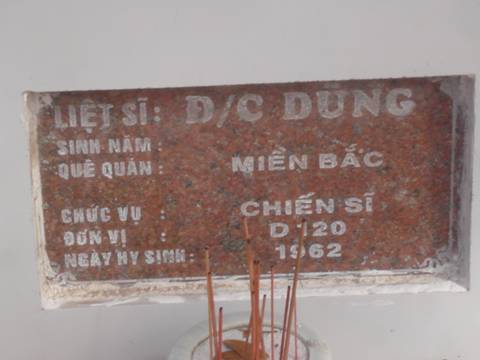 LIỆT SĨ: Đ/C DŨNG
SINH NĂM :
QUÊ QUÁN : MIỀN BẮC
CHỨC VỤ : CHIẾN SĨ
ĐƠN VỊ : D 120
NGÀY HY SINH : 1962